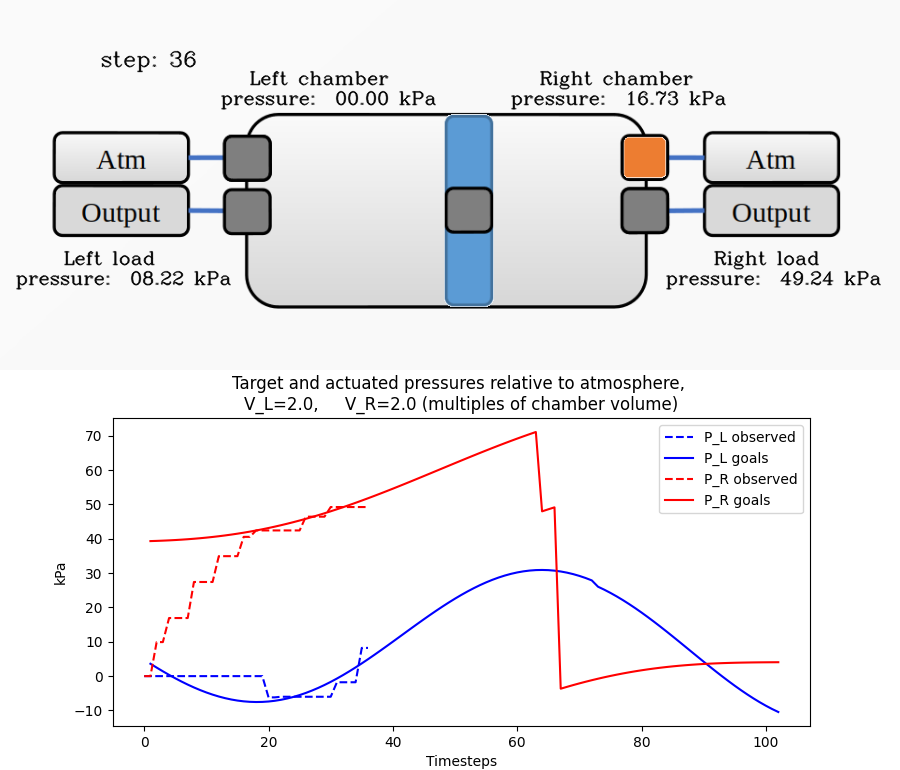 step: 36
Left chamber
pressure: 00.00 kPa
Right chamber
pressure: 16.73 kPa
Atm
Output
Atm
Output
Left load
pressure: 08.22 kPa
Right load
pressure: 49.24 kPa
Target and actuated pressures relative to atmosphere,
V_L=2.0, V_R=2.0 (multiples of chamber volume)
P_L observed
P_L goals
P_R observed
P_R goals
kPa
70
60
50
40
30
20
10
0
−10
0 20 40 60 80 100
Timesteps